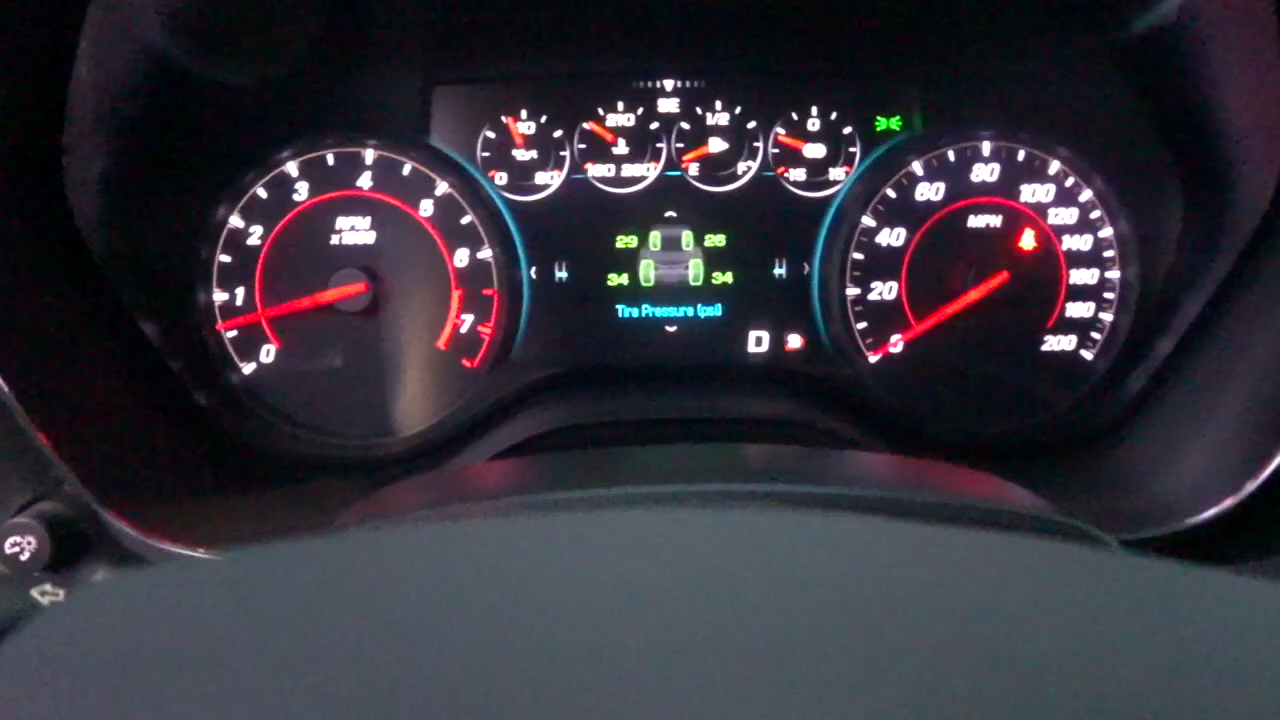 SE
40
0 80
210
160 260
1/2
E F
0
-15 15
0 1 2 3 4 5 6 7
RPM
x1000
29 26
34 34
Tire Pressure (psi)
D
0 20 40 60 80 100 120 140 160 180 200
MPH